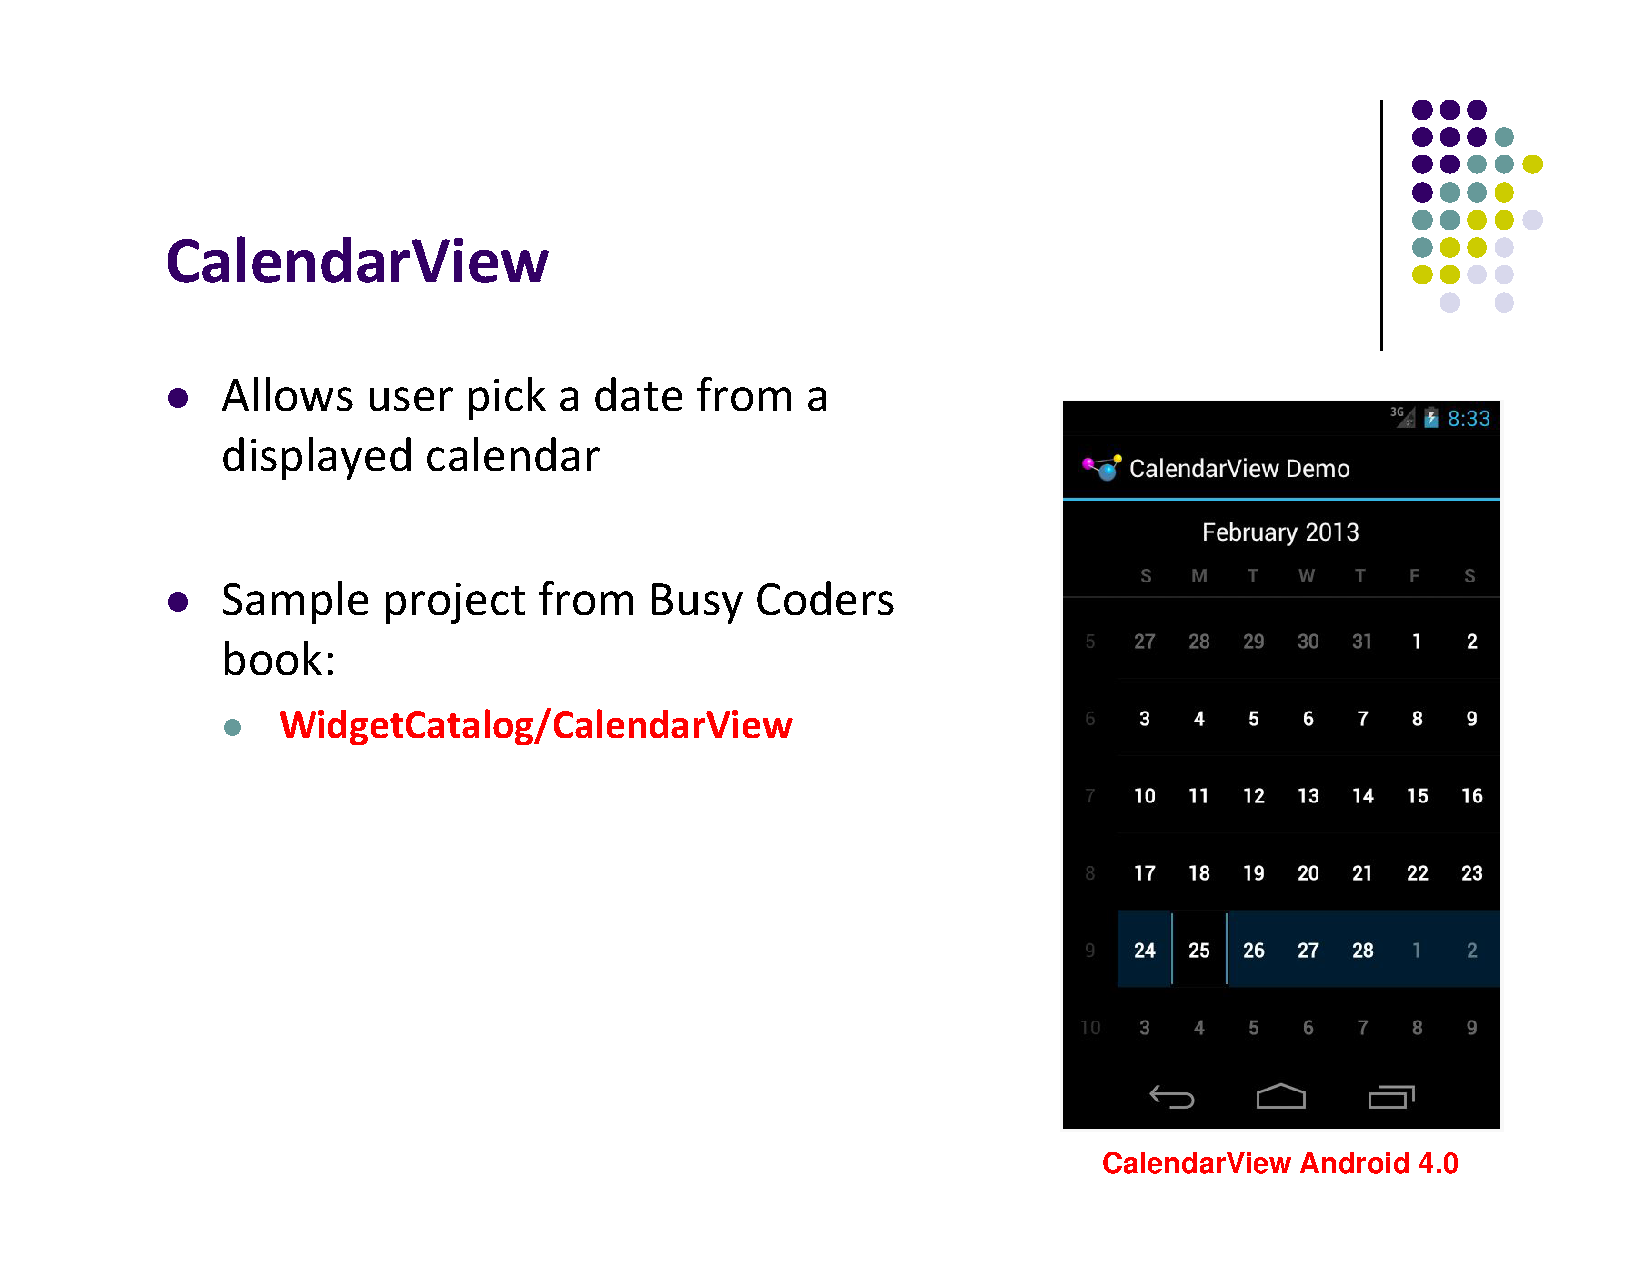 CalendarView
Allows user pick a date from a
displayed calendar
Sample project from Busy Coders
book:
WidgetCatalog/CalendarView
3G 8:33
CalendarView Demo
February 2013
S M T W T F S
5 27 28 29 30 31 1 2
6 3 4 5 6 7 8 9
7 10 11 12 13 14 15 16
8 17 18 19 20 21 22 23
9 24 25 26 27 28 1 2
10 3 4 5 6 7 8 9
CalendarView Android 4.0